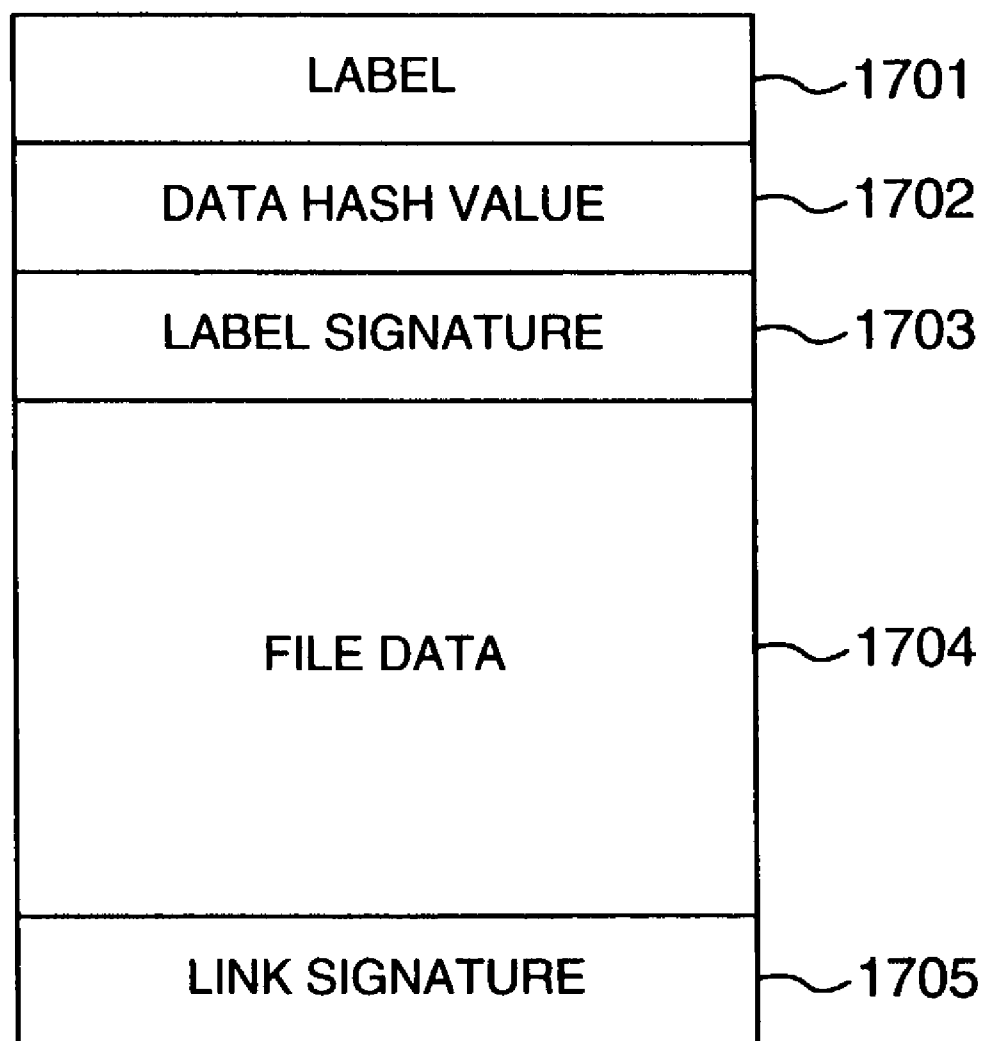 LABEL 1701
DATA HASH VALUE 1702
LABEL SIGNATURE 1703
FILE DATA 1704
LINK SIGNATURE 1705